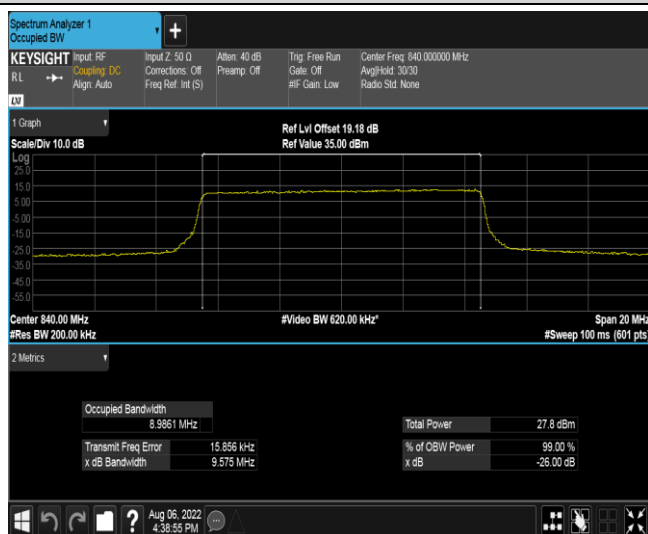 Spectrum Analyzer 1
Occupied BW
+
KEYSIGHT
RL
LXI
Input: RF
Coupling: DC
Align: Auto
Input Z: 50 Ω
Corrections: Off
Freq Ref: Int (S)
Atten: 40 dB
Preamp: Off
Trig: Free Run
Gate: Off
#IF Gain: Low
Center Freq: 840.000000 MHz
Avg|Hold: 30/30
Radio Std: None
1 Graph
Scale/Div 10.0 dB
Ref Lvl Offset 19.18 dB
Ref Value 35.00 dBm
Log
25.0
15.0
5.00
-5.00
-15.0
-25.0
-35.0
-45.0
-55.0
Center 840.00 MHz
#Res BW 200.00 kHz
#Video BW 620.00 kHz*
Span 20 MHz
#Sweep 100 ms (601 pts)
2 Metrics
Occupied Bandwidth
8.9861 MHz
Transmit Freq Error 15.856 kHz
x dB Bandwidth 9.575 MHz
Total Power 27.8 dBm
% of OBW Power 99.00 %
x dB -26.00 dB
?
Aug 06, 2022
4:38:55 PM